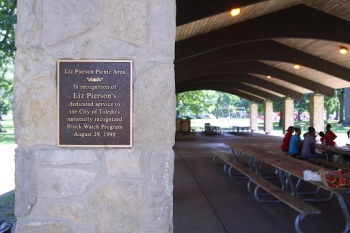 Liz Pierson Picnic Area
In recognition of
Liz Pierson's
dedicated service to
the City of Toledo's
nationally recognized
Block Watch Program
August 29, 1998